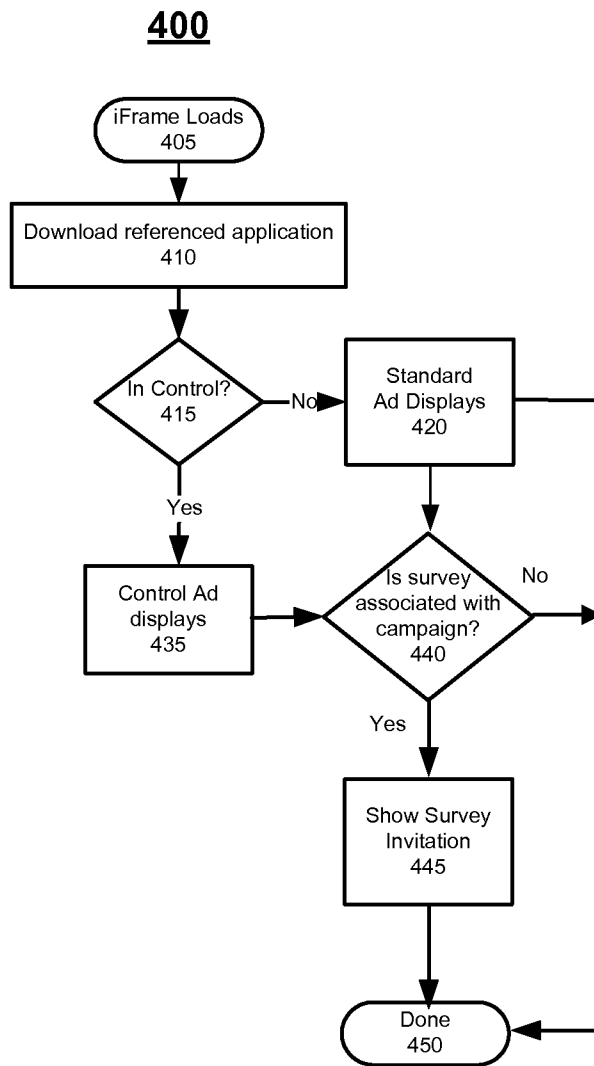 400
iFrame Loads
405
Download referenced application
410
In Control?
415
No
Standard
Ad Displays
420
Yes
Control Ad
displays
435
Is survey
associated with
campaign?
440
No
Yes
Show Survey
Invitation
445
Done
450